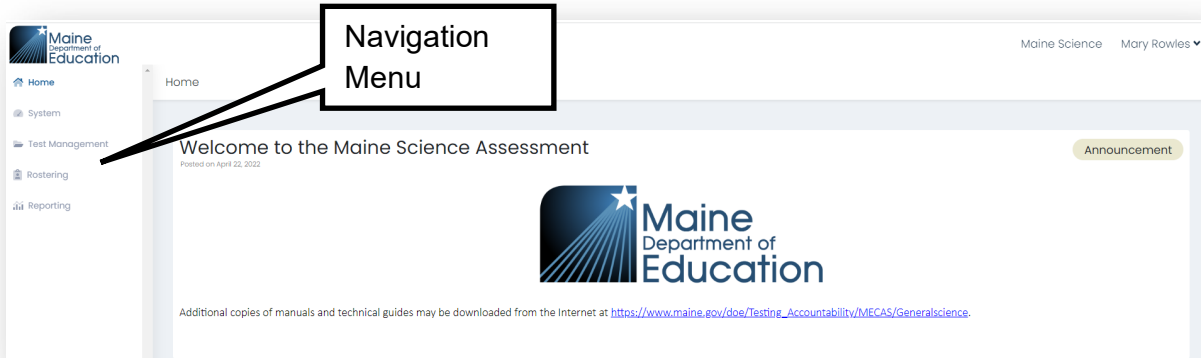 Maine
Department of
Education
Navigation
Menu
Maine Science Mary Rowles
Home
System
Test Management
Rostering
Reporting
Home
Welcome to the Maine Science Assessment
Posted on April 22, 2022
Announcement
Maine
Department of
Education
Additional copies of manuals and technical guides may be downloaded from the Internet at https://www.maine.gov/doe/Testing_Accountability/MECAS/Generalscience.